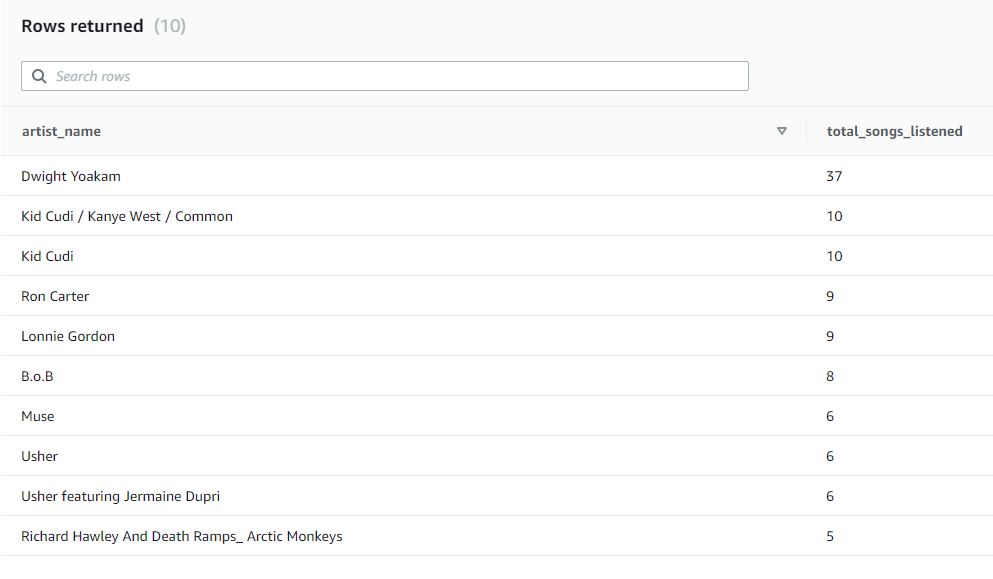 Rows returned (10)
Search rows
artist_name total_songs_listened
Dwight Yoakam 37
Kid Cudi / Kanye West / Common 10
Kid Cudi 10
Ron Carter 9
Lonnie Gordon 9
B.o.B 8
Muse 6
Usher 6
Usher featuring Jermaine Dupri 6
Richard Hawley And Death Ramps_ Arctic Monkeys 5